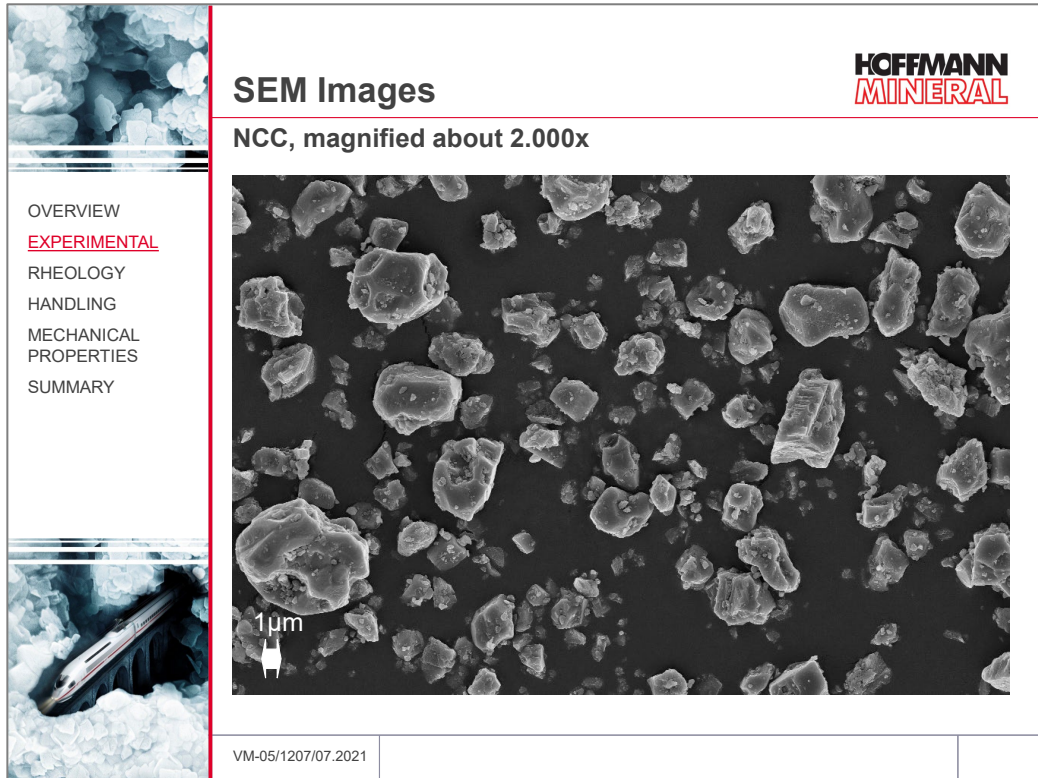 SEM Images
HOFFMANN
MINERAL
NCC, magnified about 2.000x
OVERVIEW
EXPERIMENTAL
RHEOLOGY
HANDLING
MECHANICAL
PROPERTIES
SUMMARY
1µm
VM-05/1207/07.2021